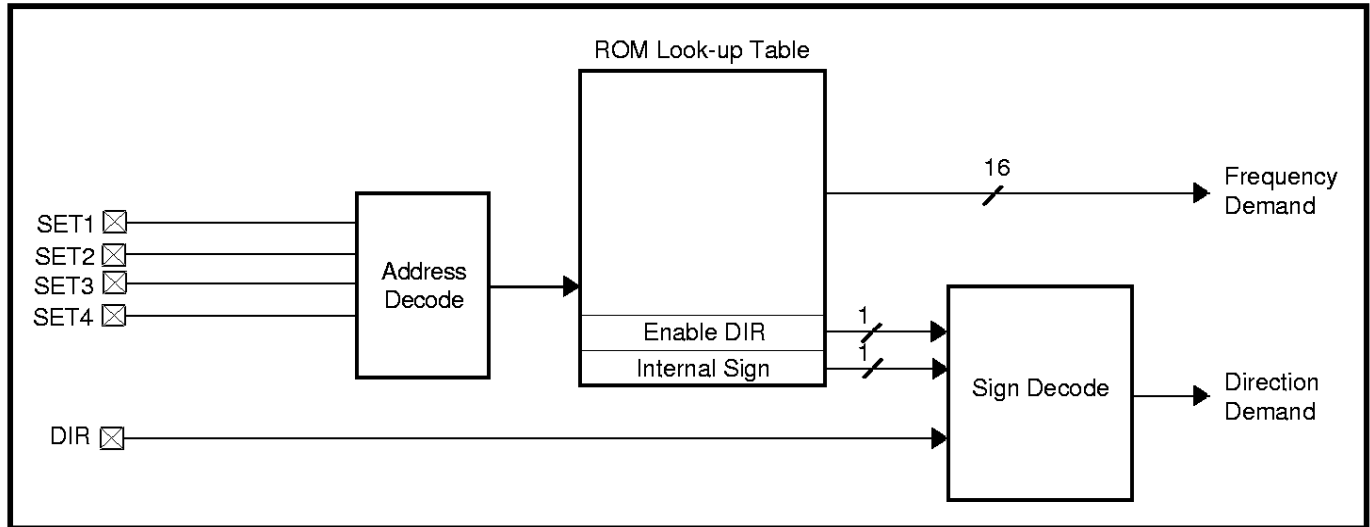 ROM Look-up Table
16
Frequency
Demand
SET1
SET2
SET3
SET4
Address
Decode
Enable DIR
1
Internal Sign
1
Sign Decode
Direction
Demand
DIR